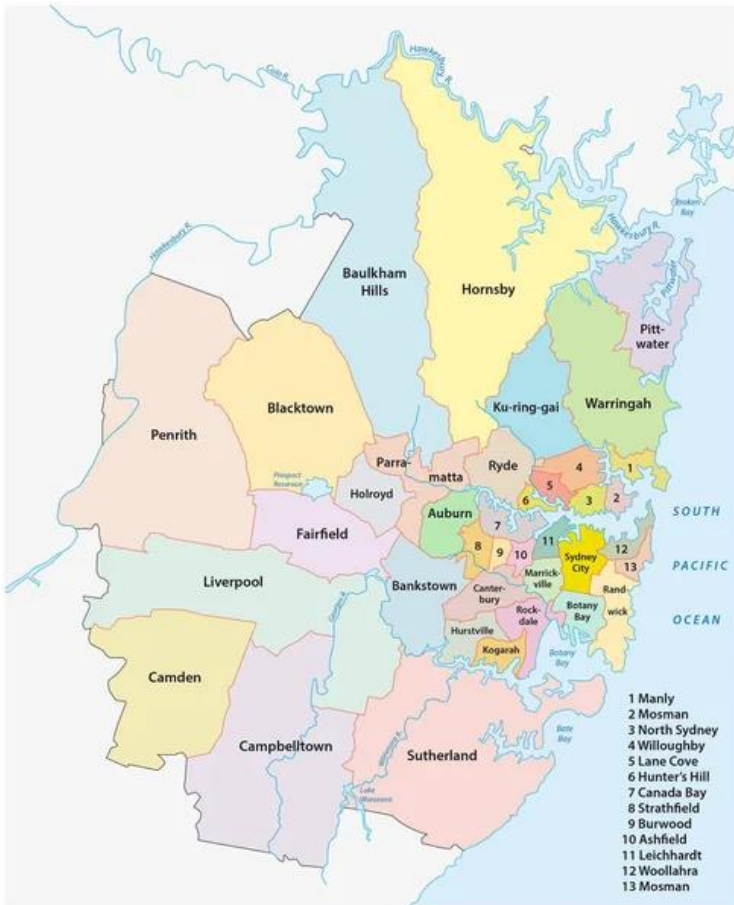 Colo R.
Hawkesbury R.
Broken
Bay
Hawkesbury R.
Hawkesbury R.
Pittwater
Baulkham
Hills
Hornsby
Pitt-
water
Ku-ring-gai
Warringah
Blacktown
Penrith
Parra-
matta
Ryde
4
1
5
Prospect
Reservoir
Holroyd
6
3
2
Auburn
7
SOUTH
Fairfield
8
9
10
11
Sydney
City
12
13
PACIFIC
Liverpool
Bankstown
Marrick-
ville
Canter-
bury
Rand-
wick
Botany
Bay
Rock-
dale
OCEAN
Hurstville
Kogarah
Botany
Bay
Camden
Campbelltown
Sutherland
Bate
Bay
Lake
Woronora
1 Manly
2 Mosman
3 North Sydney
4 Willoughby
5 Lane Cove
6 Hunter's Hill
7 Canada Bay
8 Strathfield
9 Burwood
10 Ashfield
11 Leichhardt
12 Woollahra
13 Mosman